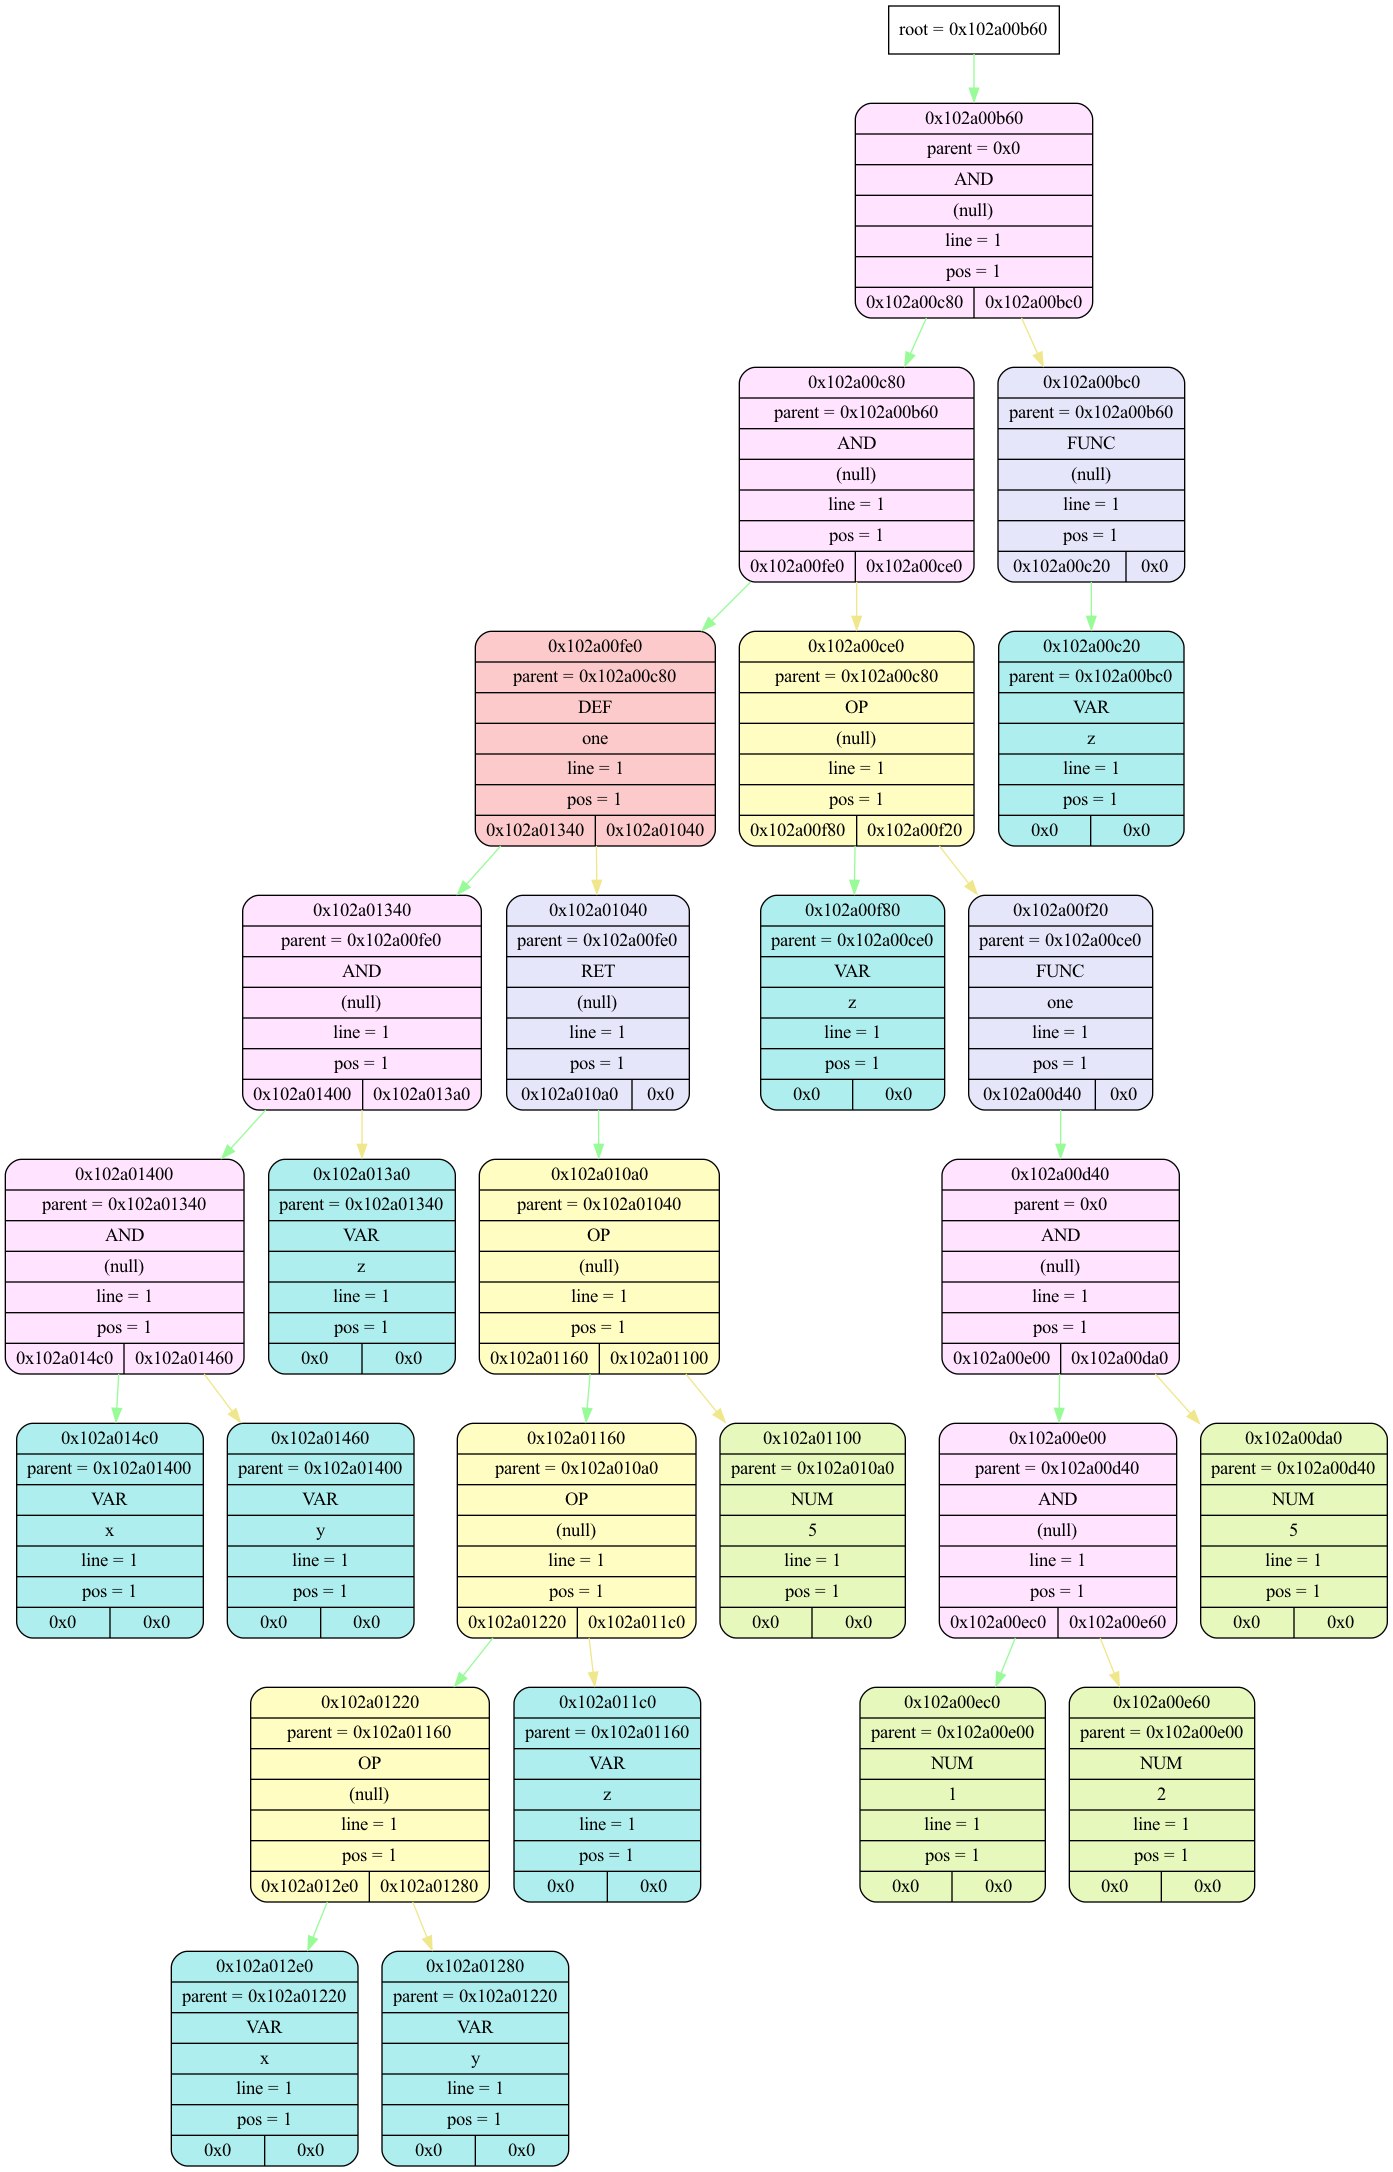 root = 0x102a00b60
0x102a00b60
parent = 0x0
AND
(null)
line = 1
pos = 1
0x102a00c80 0x102a00bc0
0x102a00c80
parent = 0x102a00b60
AND
(null)
line = 1
pos = 1
0x102a00fe0 0x102a00ce0
0x102a00bc0
parent = 0x102a00b60
FUNC
(null)
line = 1
pos = 1
0x102a00c20 0x0
0x102a00fe0
parent = 0x102a00c80
DEF
one
line = 1
pos = 1
0x102a01340 0x102a01040
0x102a00ce0
parent = 0x102a00c80
OP
(null)
line = 1
pos = 1
0x102a00f80 0x102a00f20
0x102a00c20
parent = 0x102a00bc0
VAR
z
line = 1
pos = 1
0x0 0x0
0x102a01340
parent = 0x102a00fe0
AND
(null)
line = 1
pos = 1
0x102a01400 0x102a013a0
0x102a01040
parent = 0x102a00fe0
RET
(null)
line = 1
pos = 1
0x102a010a0 0x0
0x102a00f80
parent = 0x102a00ce0
VAR
z
line = 1
pos = 1
0x0 0x0
0x102a00f20
parent = 0x102a00ce0
FUNC
one
line = 1
pos = 1
0x102a00d40 0x0
0x102a01400
parent = 0x102a01340
AND
(null)
line = 1
pos = 1
0x102a014c0 0x102a01460
0x102a013a0
parent = 0x102a01340
VAR
z
line = 1
pos = 1
0x0 0x0
0x102a010a0
parent = 0x102a01040
OP
(null)
line = 1
pos = 1
0x102a01160 0x102a01100
0x102a00d40
parent = 0x0
AND
(null)
line = 1
pos = 1
0x102a00e00 0x102a00da0
0x102a014c0
parent = 0x102a01400
VAR
x
line = 1
pos = 1
0x0 0x0
0x102a01460
parent = 0x102a01400
VAR
y
line = 1
pos = 1
0x0 0x0
0x102a01160
parent = 0x102a010a0
OP
(null)
line = 1
pos = 1
0x102a01220 0x102a011c0
0x102a01100
parent = 0x102a010a0
NUM
5
line = 1
pos = 1
0x0 0x0
0x102a00e00
parent = 0x102a00d40
AND
(null)
line = 1
pos = 1
0x102a00ec0 0x102a00e60
0x102a00da0
parent = 0x102a00d40
NUM
5
line = 1
pos = 1
0x0 0x0
0x102a01220
parent = 0x102a01160
OP
(null)
line = 1
pos = 1
0x102a012e0 0x102a01280
0x102a011c0
parent = 0x102a01160
VAR
z
line = 1
pos = 1
0x0 0x0
0x102a00ec0
parent = 0x102a00e00
NUM
1
line = 1
pos = 1
0x0 0x0
0x102a00e60
parent = 0x102a00e00
NUM
2
line = 1
pos = 1
0x0 0x0
0x102a012e0
parent = 0x102a01220
VAR
x
line = 1
pos = 1
0x0 0x0
0x102a01280
parent = 0x102a01220
VAR
y
line = 1
pos = 1
0x0 0x0